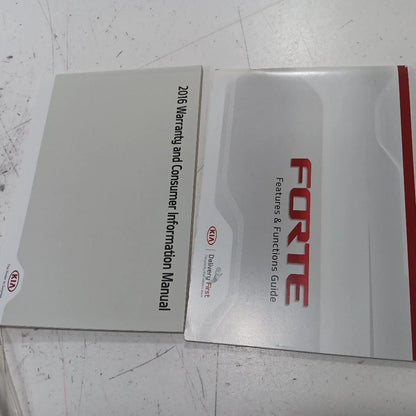 2016 Warranty and Consumer Information Manual
KIA
FORTE
Features & Functions Guide
KIA
Delivery First